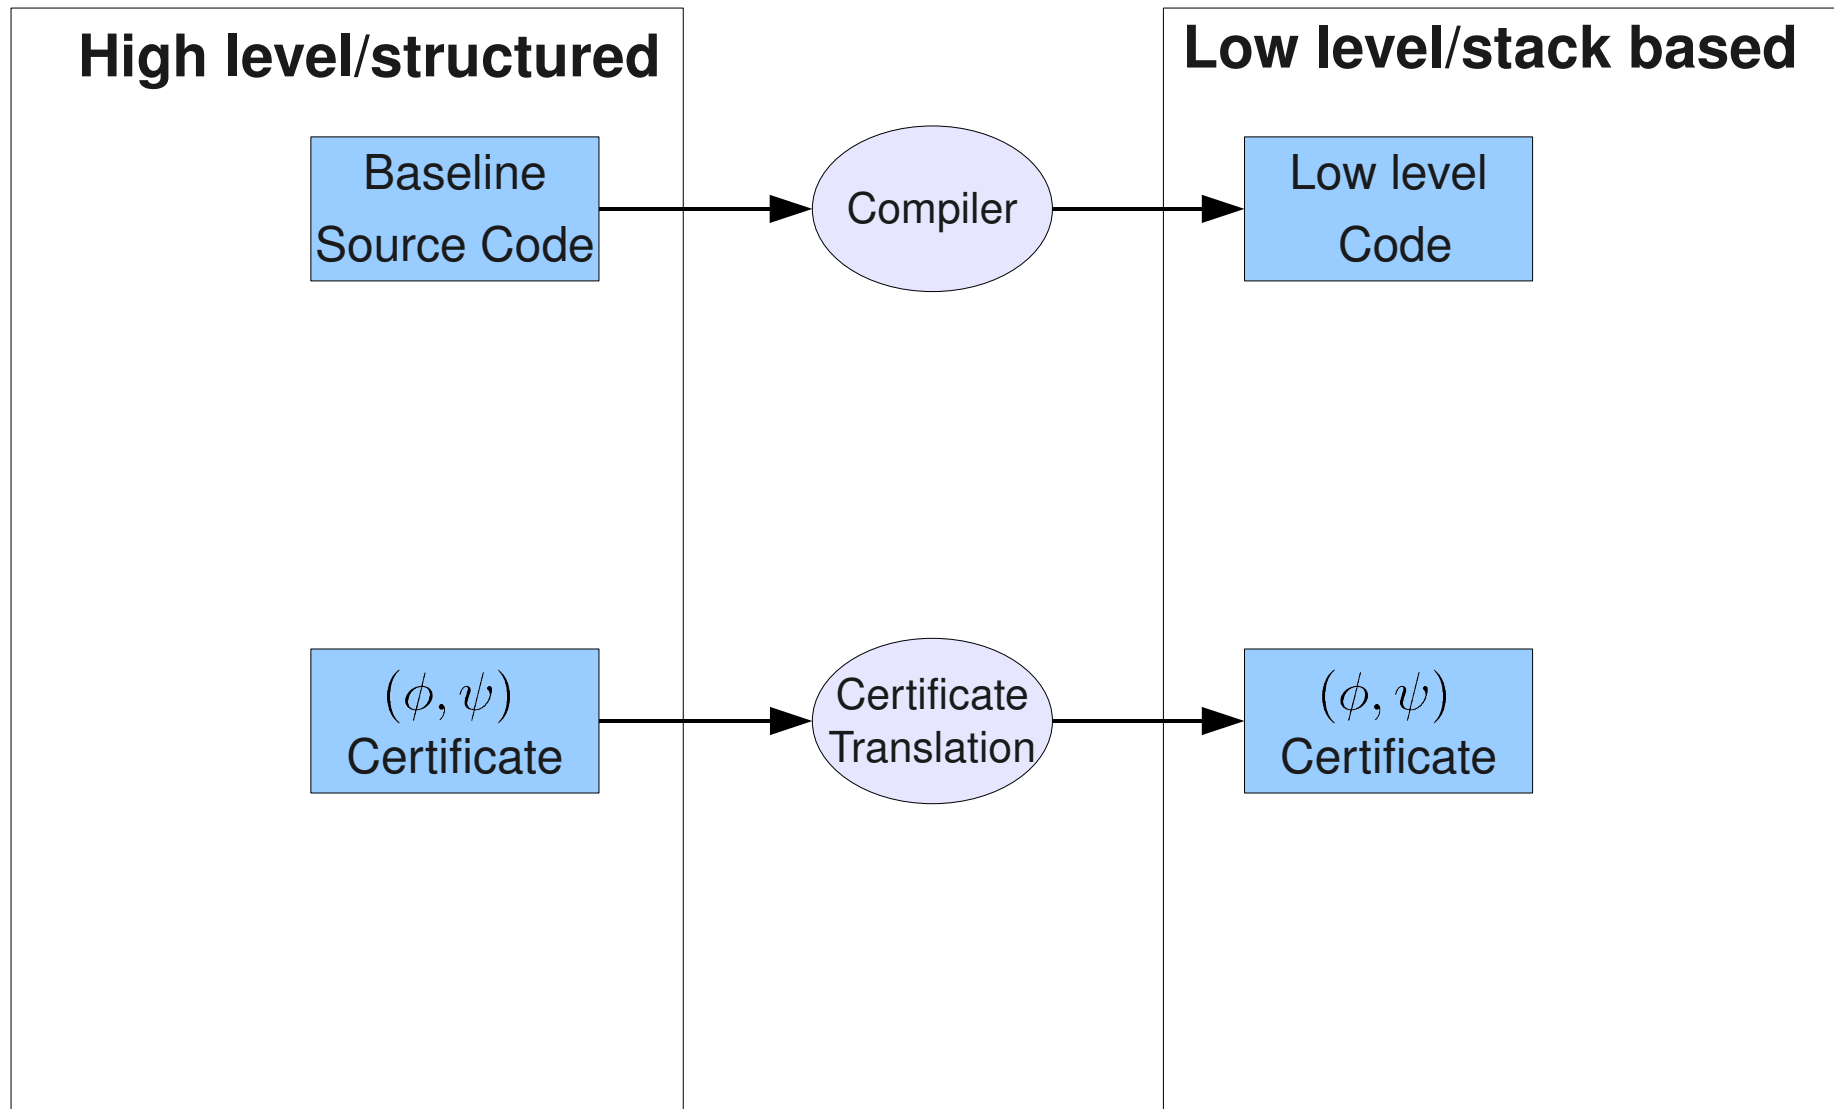 High level/structured
Low level/stack based
Baseline
Source Code
Compiler
Low level
Code
(ϕ, ψ)
Certificate
Certificate
Translation
(ϕ, ψ)
Certificate